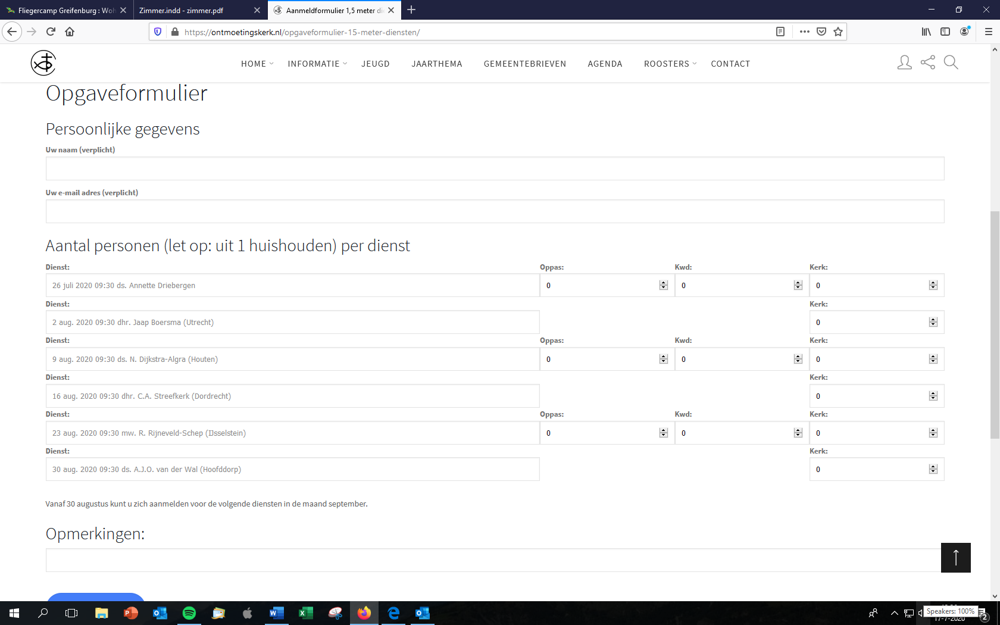 Fliegercamp Greifenburg : Woh
Zimmer.indd - zimmer.pdf
Aanmeldformulier 1,5 meter di
https://ontmoetingskerk.nl/opgaveformulier-15-meter-diensten/
HOME INFORMATIE JEUGD JAARTHEMA GEMEENTEBRIEVEN AGENDA ROOSTERS CONTACT
Opgaveformulier
Persoonlijke gegevens
Uw naam (verplicht)
Uw e-mail adres (verplicht)
Aantal personen (let op: uit 1 huishouden) per dienst
Dienst: Oppas: Kwd: Kerk:
26 juli 2020 09:30 ds. Annette Driebergen 0 0 0
Dienst: Kerk:
2 aug. 2020 09:30 dhr. Jaap Boersma (Utrecht) 0
Dienst: Oppas: Kwd: Kerk:
9 aug. 2020 09:30 ds. N. Dijkstra-Algra (Houten) 0 0 0
Dienst: Kerk:
16 aug. 2020 09:30 dhr. C.A. Streefkerk (Dordrecht) 0
Dienst: Oppas: Kwd: Kerk:
23 aug. 2020 09:30 mw. R. Rijneveld-Schep (IJsselstein) 0 0 0
Dienst: Kerk:
30 aug. 2020 09:30 ds. A.J.O. van der Wal (Hoofddorp) 0
Vanaf 30 augustus kunt u zich aanmelden voor de volgende diensten in de maand september.
Opmerkingen:
Speakers: 100%
17-7-2020
2